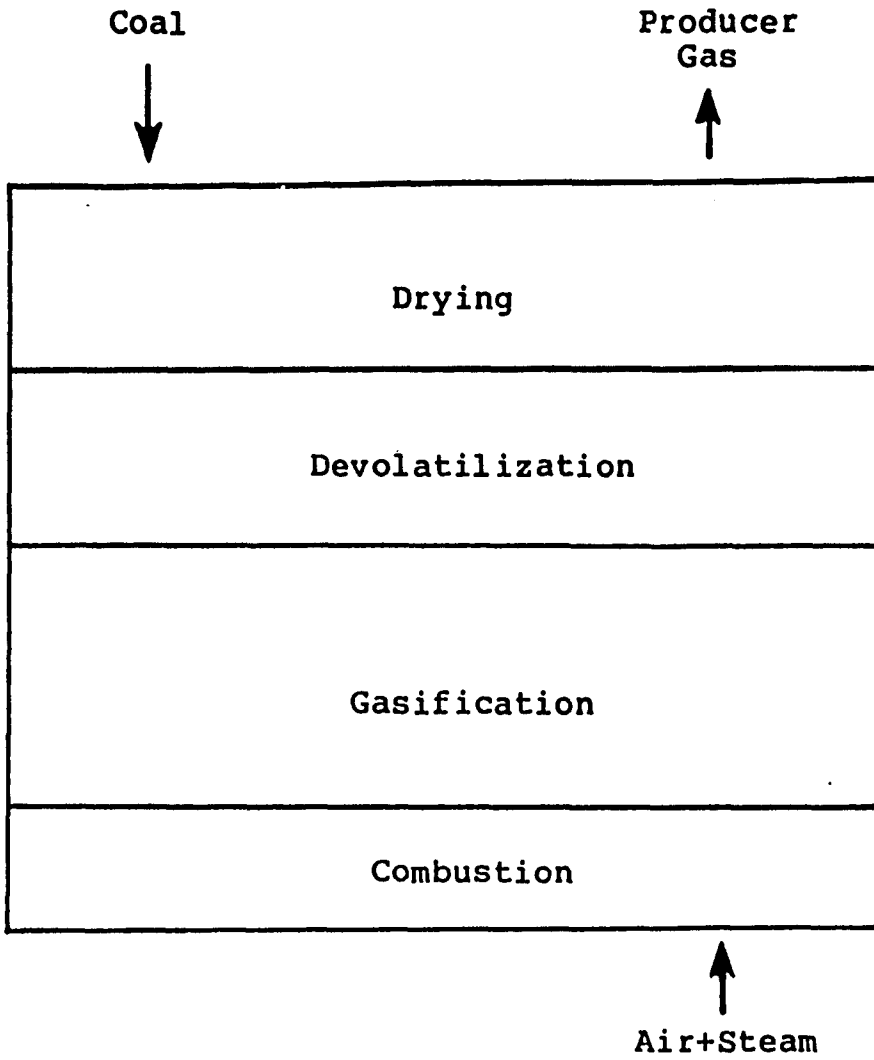 Coal
Producer
Gas
Drying
Devolatilization
Gasification
Combustion
Air+Steam